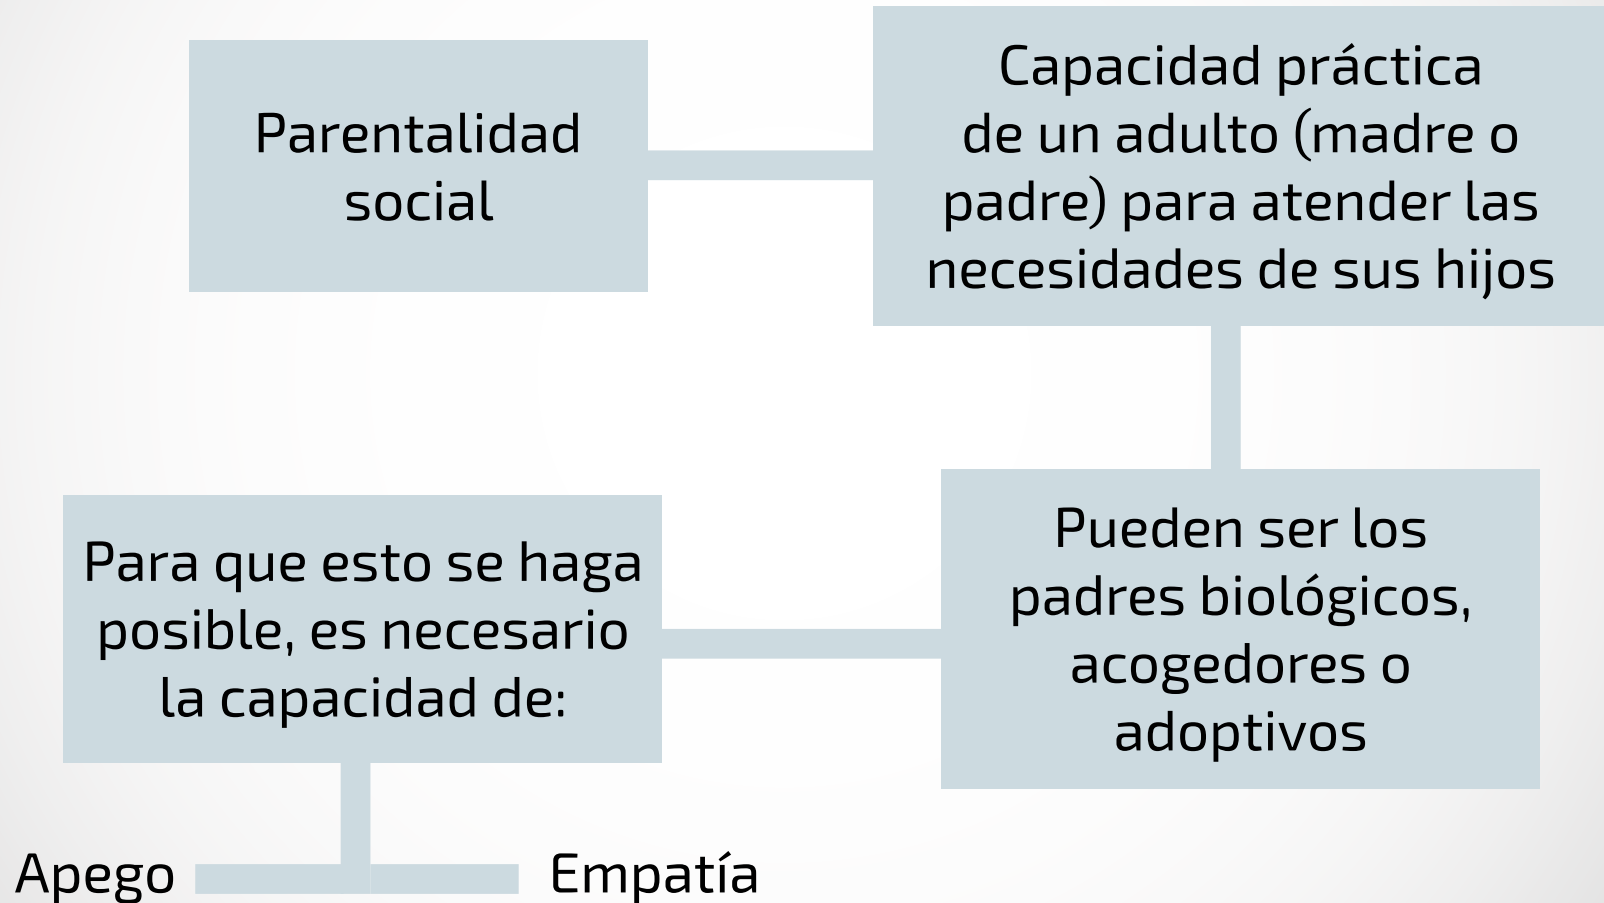 Parentalidad
social
Capacidad práctica
de un adulto (madre o
padre) para atender las
necesidades de sus hijos
Pueden ser los
padres biológicos,
acogedores o
adoptivos
Para que esto se haga
posible, es necesario
la capacidad de:
Apego
Empatía